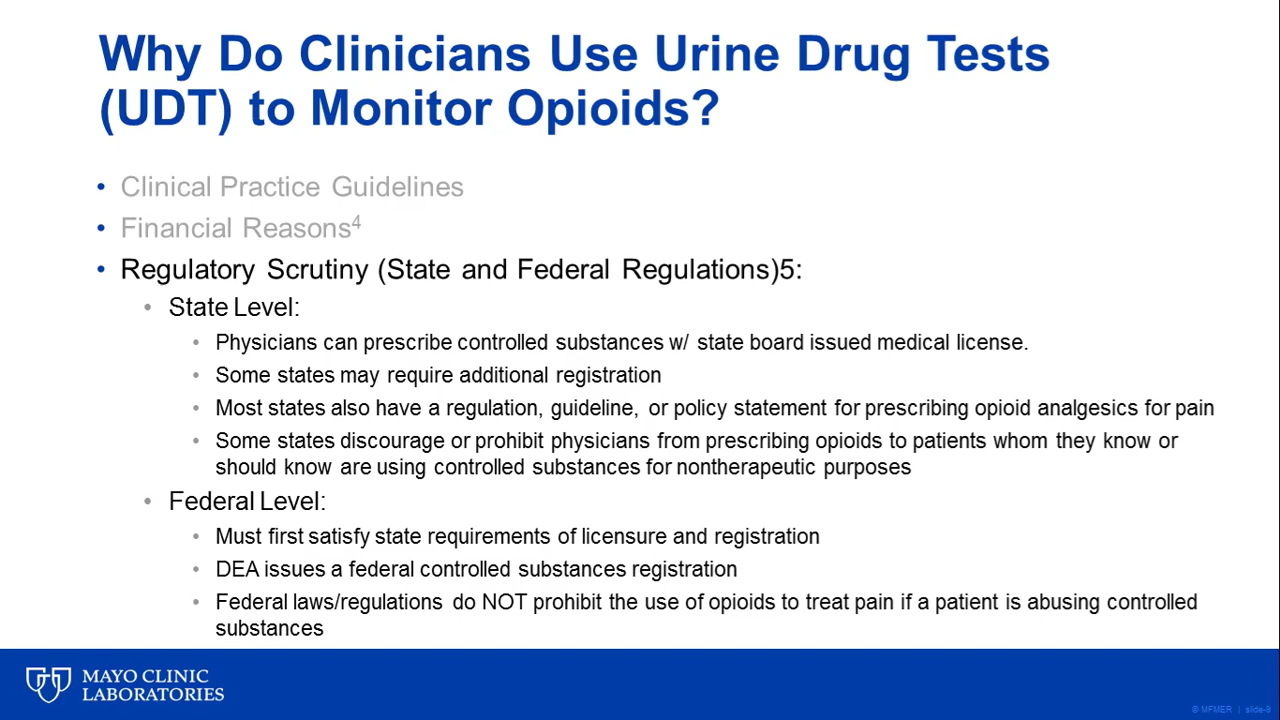 Why Do Clinicians Use Urine Drug Tests
(UDT) to Monitor Opioids?
• Clinical Practice Guidelines
• Financial Reasons⁴
• Regulatory Scrutiny (State and Federal Regulations)5:
• State Level:
• Physicians can prescribe controlled substances w/ state board issued medical license.
• Some states may require additional registration
• Most states also have a regulation, guideline, or policy statement for prescribing opioid analgesics for pain
• Some states discourage or prohibit physicians from prescribing opioids to patients whom they know or
should know are using controlled substances for nontherapeutic purposes
• Federal Level:
• Must first satisfy state requirements of licensure and registration
• DEA issues a federal controlled substances registration
• Federal laws/regulations do NOT prohibit the use of opioids to treat pain if a patient is abusing controlled
substances
MAYO CLINIC
LABORATORIES
© MFMER | slide-9